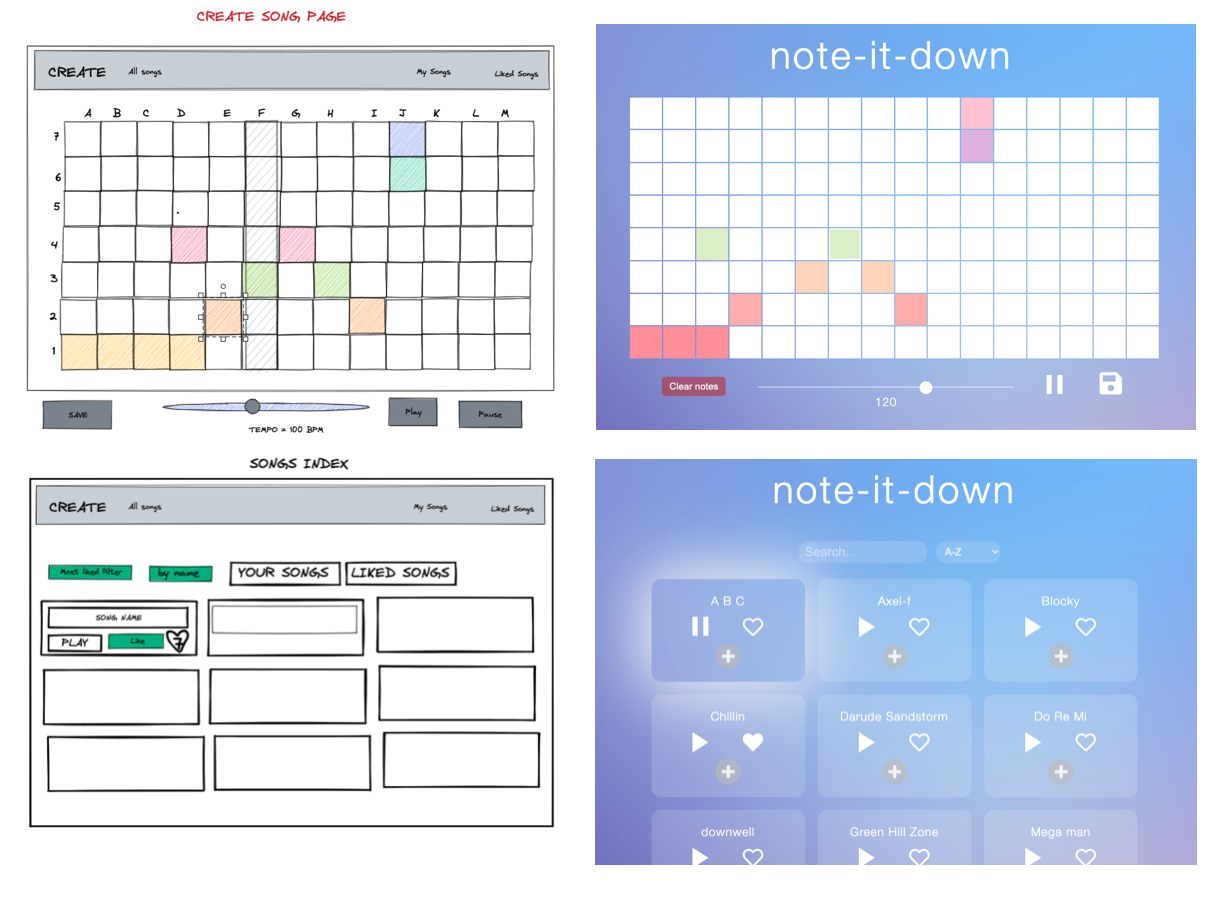 CREATE SONG PAGE
CREATE All songs My Songs Liked Songs
A B C D E F G H I J K L M
7
6
5
4
3
2
1
SAVE Play Pause
TEMPO = 100 BPM
note-it-down
Clear notes
120
SONGS INDEX
CREATE All songs My Songs Liked Songs
Most liked filter by name YOUR SONGS LIKED SONGS
SONG NAME
PLAY Like 7
note-it-down
Search... A-Z
A B C Axel-f Blocky
Chillin Darude Sandstorm Do Re Mi
downwell Green Hill Zone Mega man